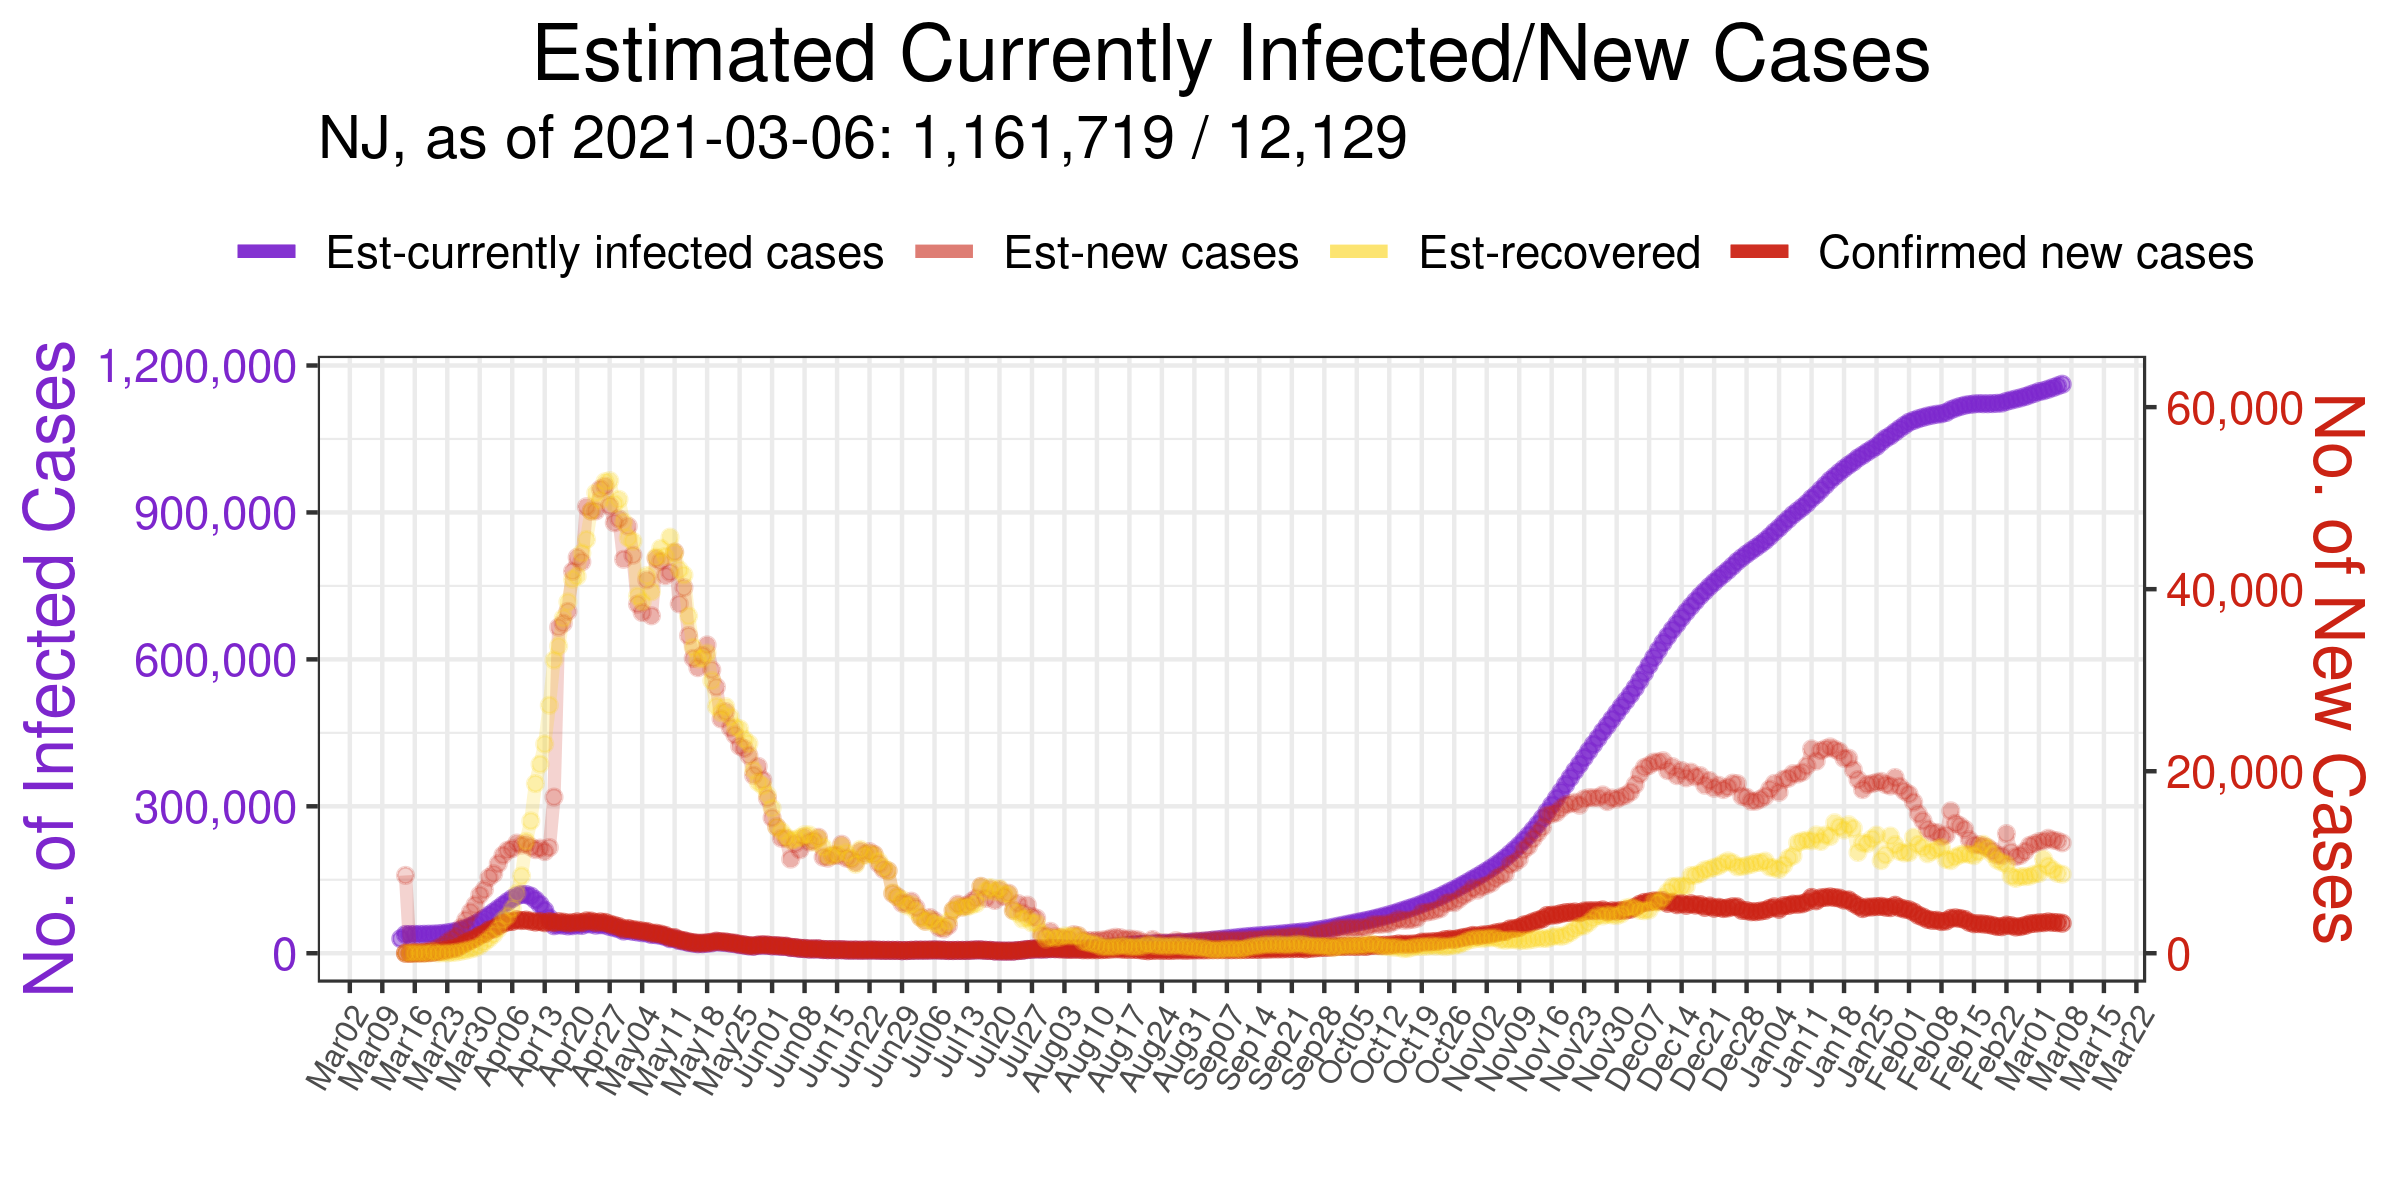 Estimated Currently Infected/New Cases
NJ, as of 2021-03-06: 1,161,719 / 12,129
Est-currently infected cases Est-new cases Est-recovered Confirmed new cases
No. of Infected Cases
1,200,000
900,000
600,000
300,000
0
60,000
40,000
20,000
0
No. of New Cases
Mar02 Mar09 Mar16 Mar23 Mar30 Apr06 Apr13 Apr20 Apr27 May04 May11 May18 May25 Jun01 Jun08 Jun15 Jun22 Jun29 Jul06 Jul13 Jul20 Jul27 Aug03 Aug10 Aug17 Aug24 Aug31 Sep07 Sep14 Sep21 Sep28 Oct05 Oct12 Oct19 Oct26 Nov02 Nov09 Nov16 Nov23 Nov30 Dec07 Dec14 Dec21 Dec28 Jan04 Jan11 Jan18 Jan25 Feb01 Feb08 Feb15 Feb22 Mar01 Mar08 Mar15 Mar22